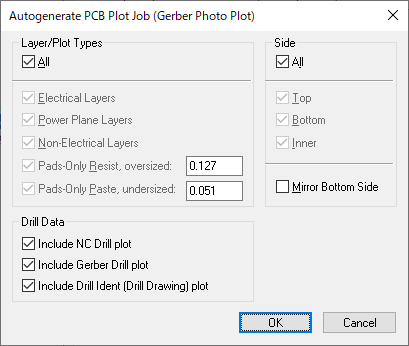 Autogenerate PCB Plot Job (Gerber Photo Plot)
Layer/Plot Types
All
Electrical Layers
Power Plane Layers
Non-Electrical Layers
Pads-Only Resist, oversized: 0.127
Pads-Only Paste, undersized: 0.051
Side
All
Top
Bottom
Inner
Mirror Bottom Side
Drill Data
Include NC Drill plot
Include Gerber Drill plot
Include Drill Ident (Drill Drawing) plot
OK
Cancel